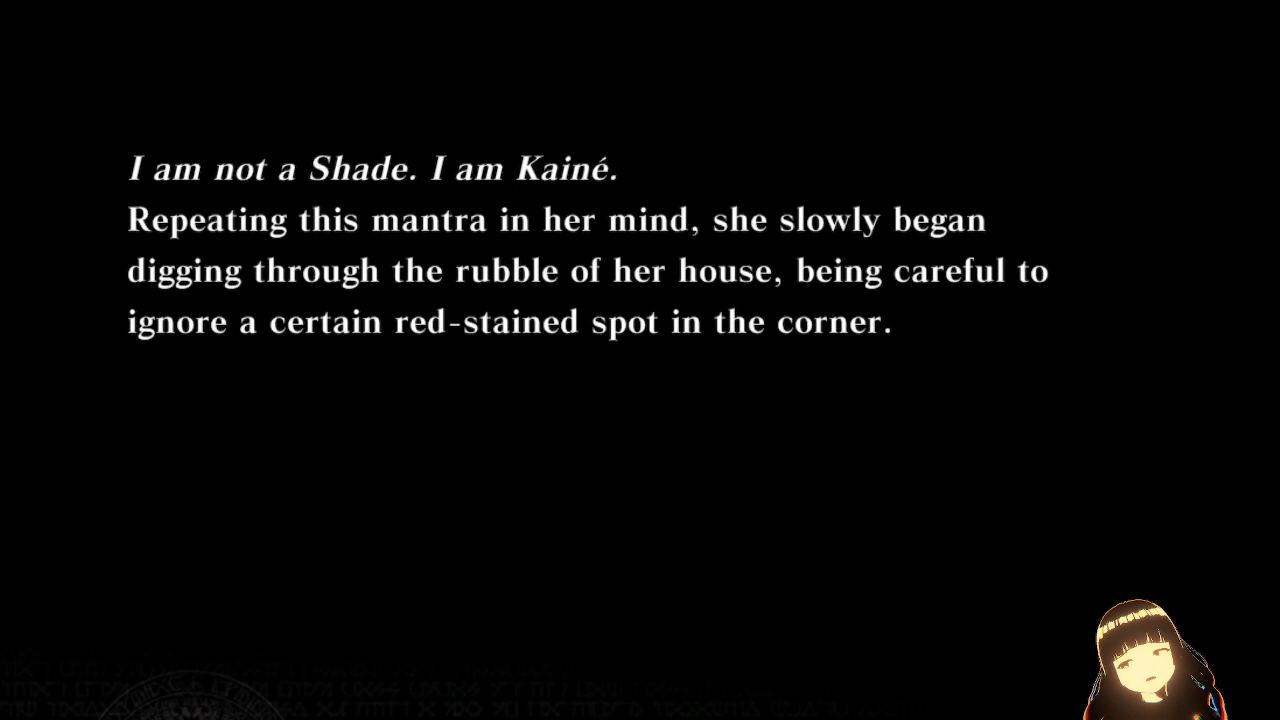 I am not a Shade. I am Kainé.
Repeating this mantra in her mind, she slowly began
digging through the rubble of her house, being careful to
ignore a certain red-stained spot in the corner.